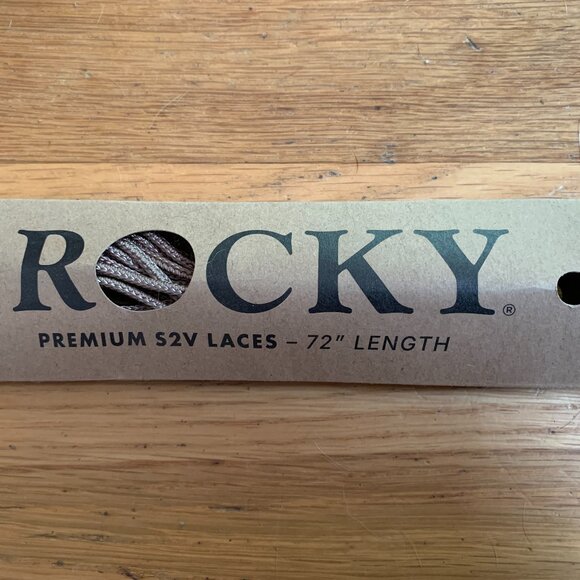 ROCKY®
PREMIUM S2V LACES – 72" LENGTH